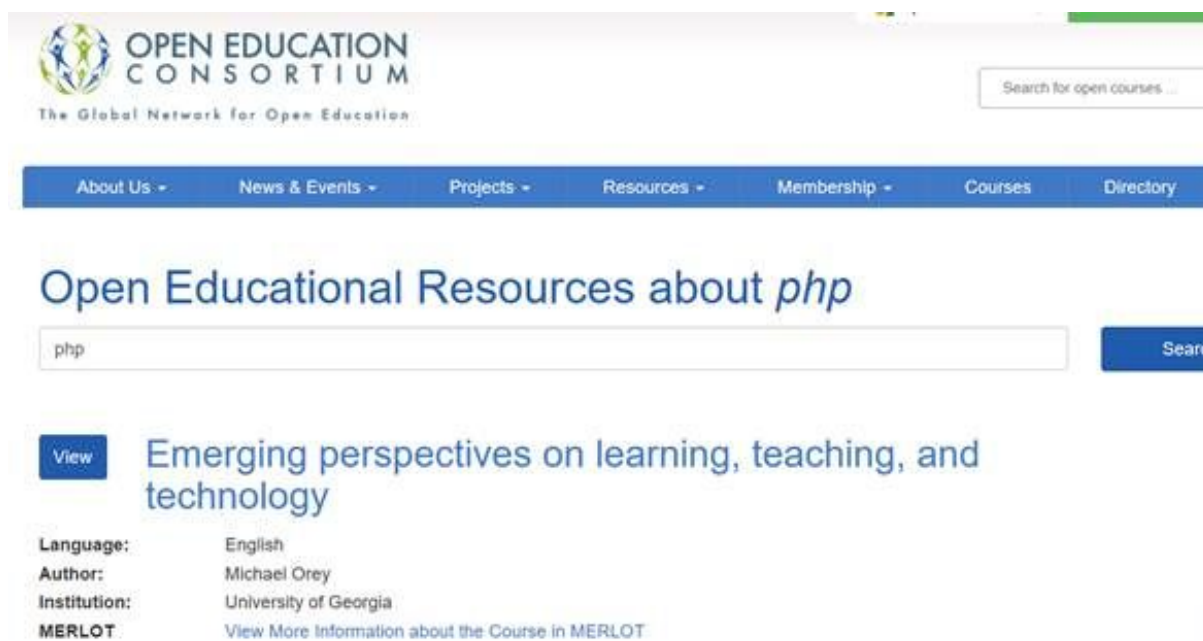 OPEN EDUCATION
CONSORTIUM
The Global Network for Open Education
Search for open courses ...
About Us News & Events Projects Resources Membership Courses Directory
Open Educational Resources about php
php
View
Emerging perspectives on learning, teaching, and
technology
Language: English
Author: Michael Orey
Institution: University of Georgia
MERLOT View More Information about the Course in MERLOT